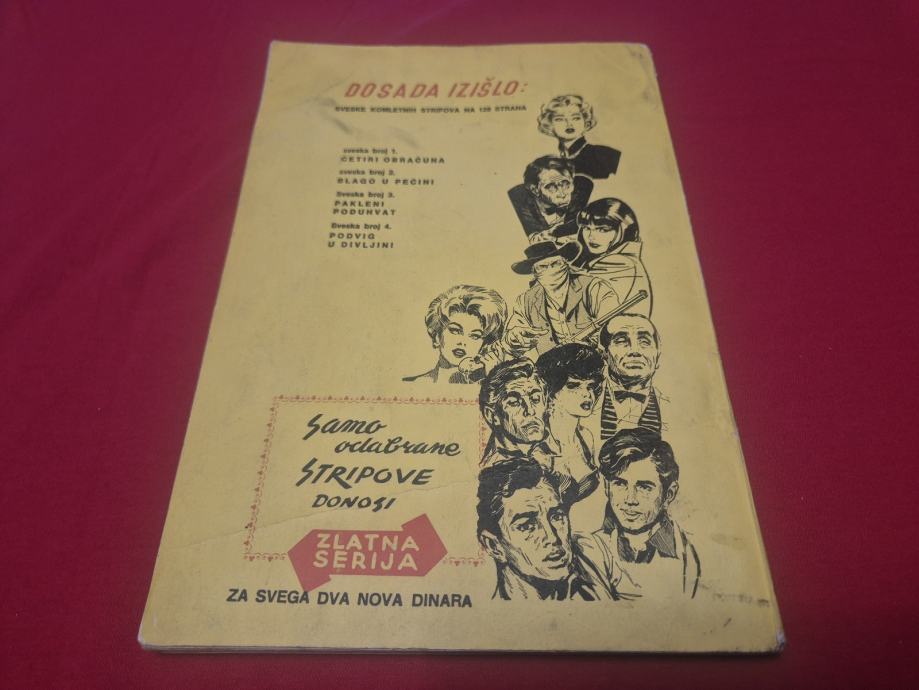 DOSADA IZIŠLO:
SVESKE KOMLETNIH STRIPOVA NA 128 STRANA
sveska broj 1.
ČETIRI OBRAČUNA
sveska broj 2.
BLAGO U PEĆINI
Sveska broj 3.
PAKLENI
PODUHVAT
Sveska broj 4.
PODVIG
U DIVLJINI
Samo
odabrane
STRIPOVE
DONOSI
ZLATNA
SERIJA
ZA SVEGA DVA NOVA DINARA